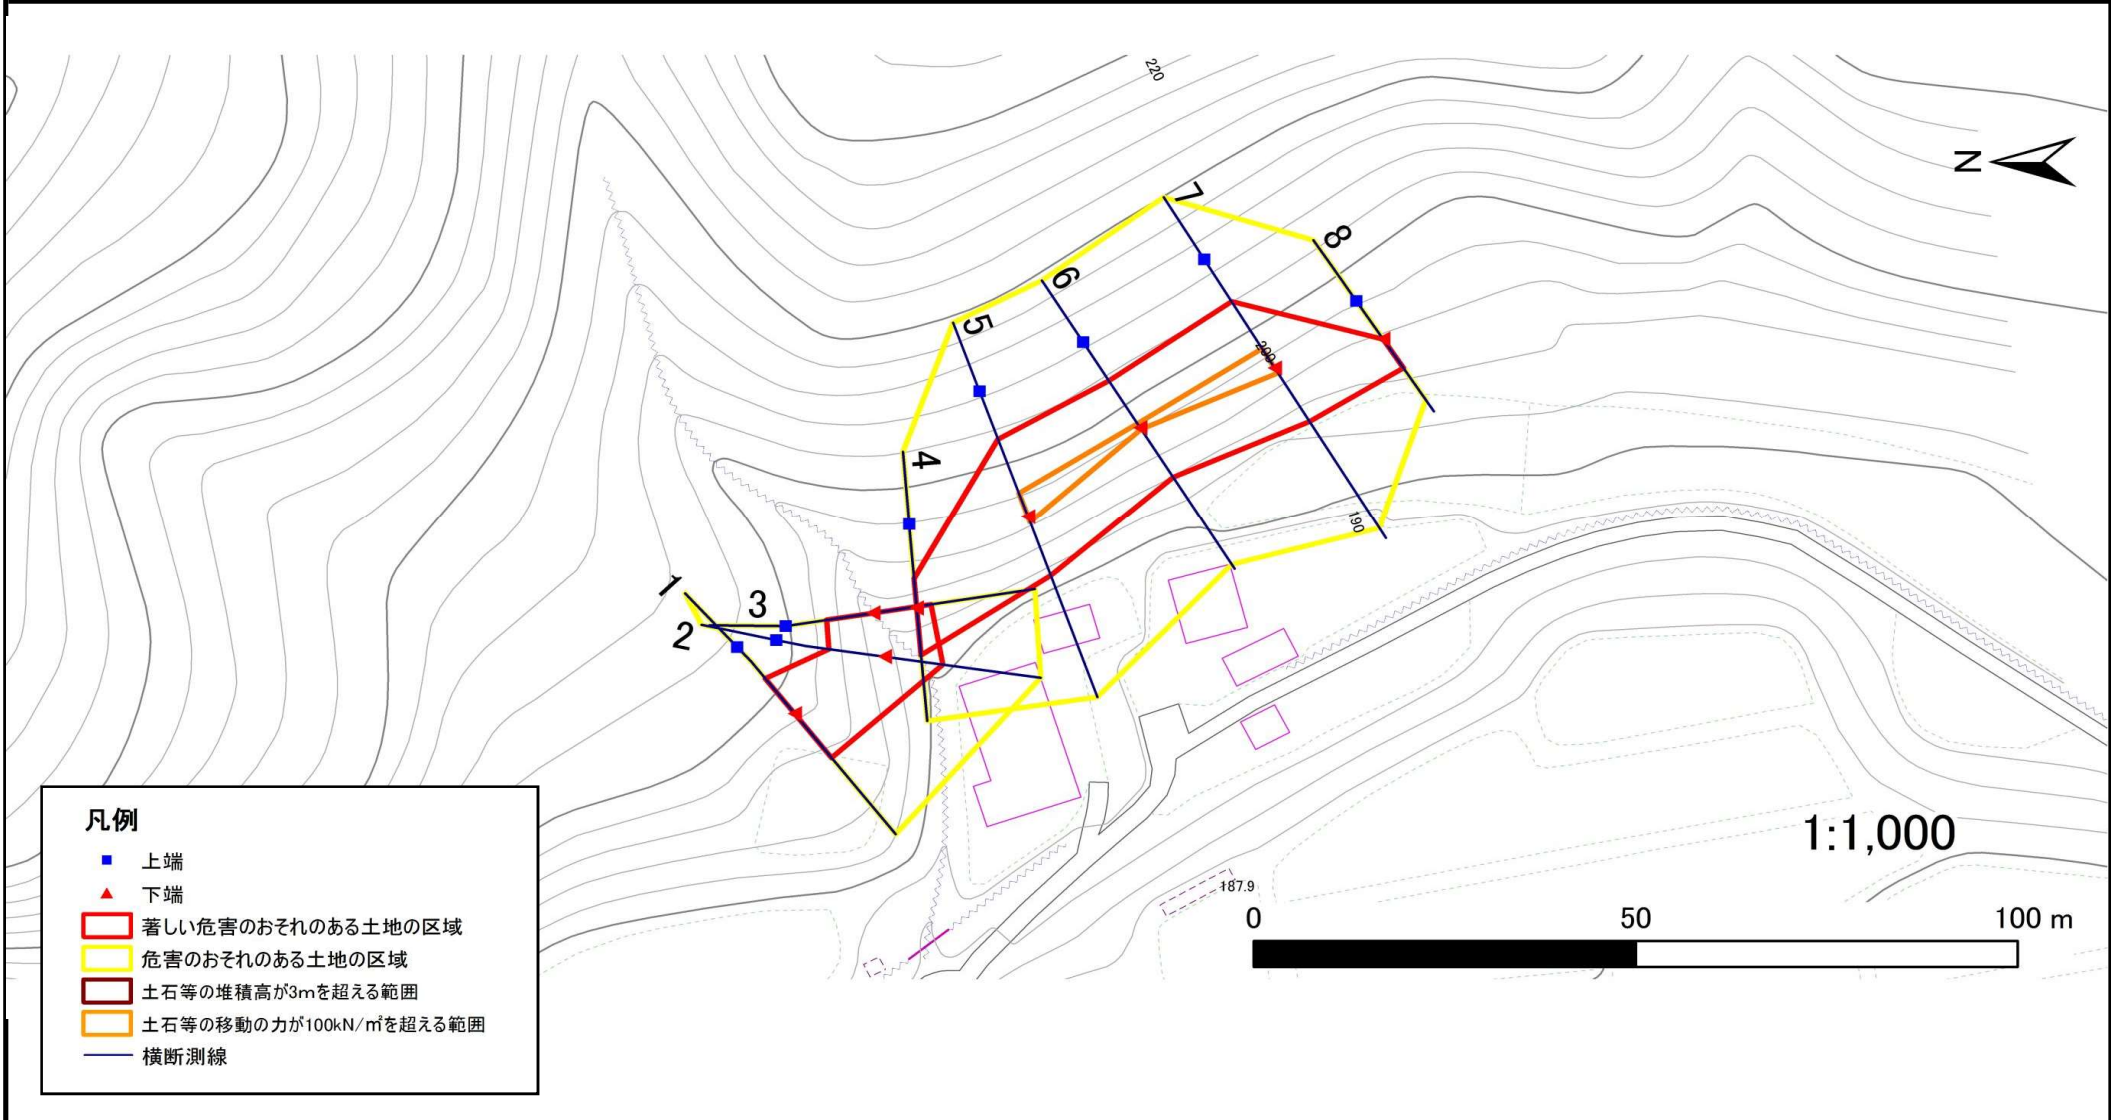 220
N
7
8
6
5
200
4
190
1
3
2
1:1,000
187.9
0 50 100 m
凡例
上端
下端
著しい危害のおそれのある土地の区域
危害のおそれのある土地の区域
土石等の堆積高が3mを超える範囲
土石等の移動の力が100kN/㎡を超える範囲
横断測線